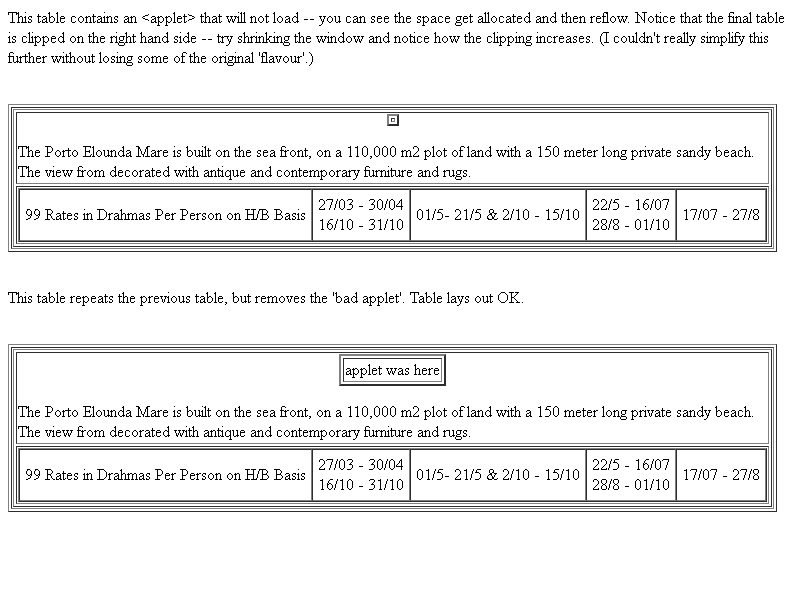 This table contains an <applet> that will not load -- you can see the space get allocated and then reflow. Notice that the final table
is clipped on the right hand side -- try shrinking the window and notice how the clipping increases. (I couldn't really simplify this
further without losing some of the original 'flavour'.)
The Porto Elounda Mare is built on the sea front, on a 110,000 m2 plot of land with a 150 meter long private sandy beach.
The view from decorated with antique and contemporary furniture and rugs.
99 Rates in Drahmas Per Person on H/B Basis
27/03 - 30/04
16/10 - 31/10
01/5- 21/5 & 2/10 - 15/10
22/5 - 16/07
28/8 - 01/10
17/07 - 27/8
This table repeats the previous table, but removes the 'bad applet'. Table lays out OK.
applet was here
The Porto Elounda Mare is built on the sea front, on a 110,000 m2 plot of land with a 150 meter long private sandy beach.
The view from decorated with antique and contemporary furniture and rugs.
99 Rates in Drahmas Per Person on H/B Basis
27/03 - 30/04
16/10 - 31/10
01/5- 21/5 & 2/10 - 15/10
22/5 - 16/07
28/8 - 01/10
17/07 - 27/8